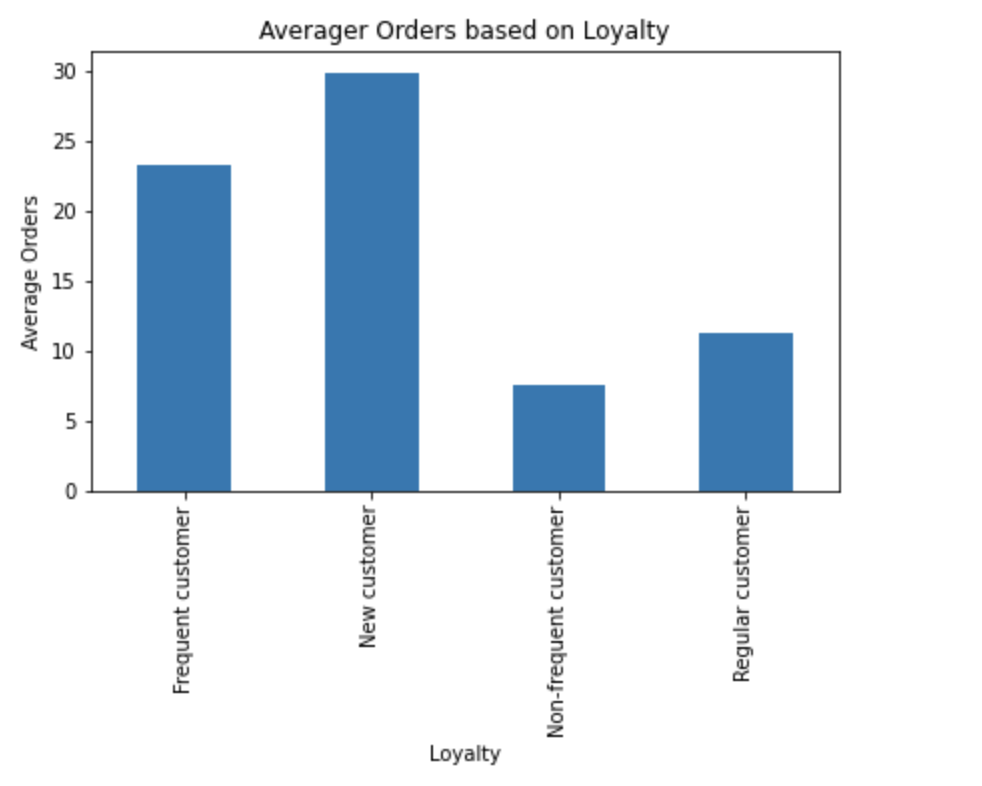 Averager Orders based on Loyalty
30
25
20
15
10
5
0
Average Orders
Frequent customer
New customer
Non-frequent customer
Regular customer
Loyalty